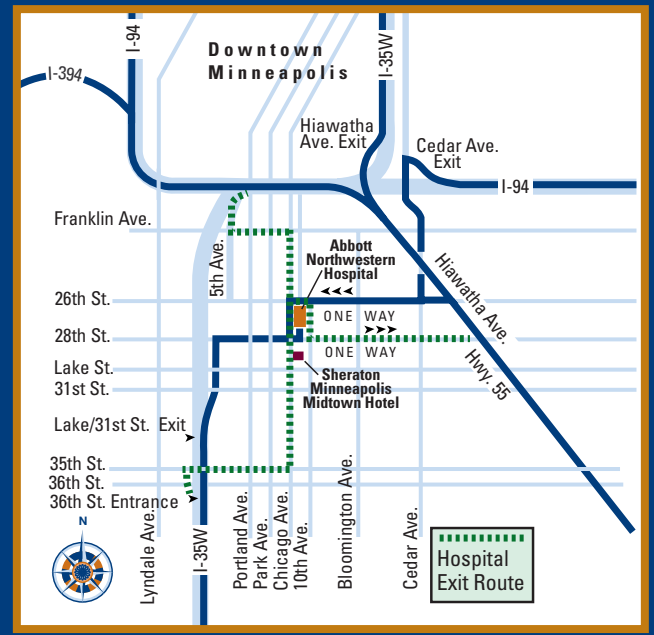 I-94
Downtown
Minneapolis
I-35W
I-394
Hiawatha
Ave. Exit
Cedar Ave.
Exit
I-94
Franklin Ave.
5th Ave.
Abbott
Northwestern
Hospital
Hiawatha Ave.
26th St.
ONE WAY
28th St.
ONE WAY
Hwy. 55
Lake St.
31st St.
Sheraton
Minneapolis
Midtown Hotel
Lake/31st St. Exit
35th St.
36th St.
36th St. Entrance
N
Lyndale Ave.
I-35W
Portland Ave.
Park Ave.
Chicago Ave.
10th Ave.
Bloomington Ave.
Cedar Ave.
Hospital
Exit Route